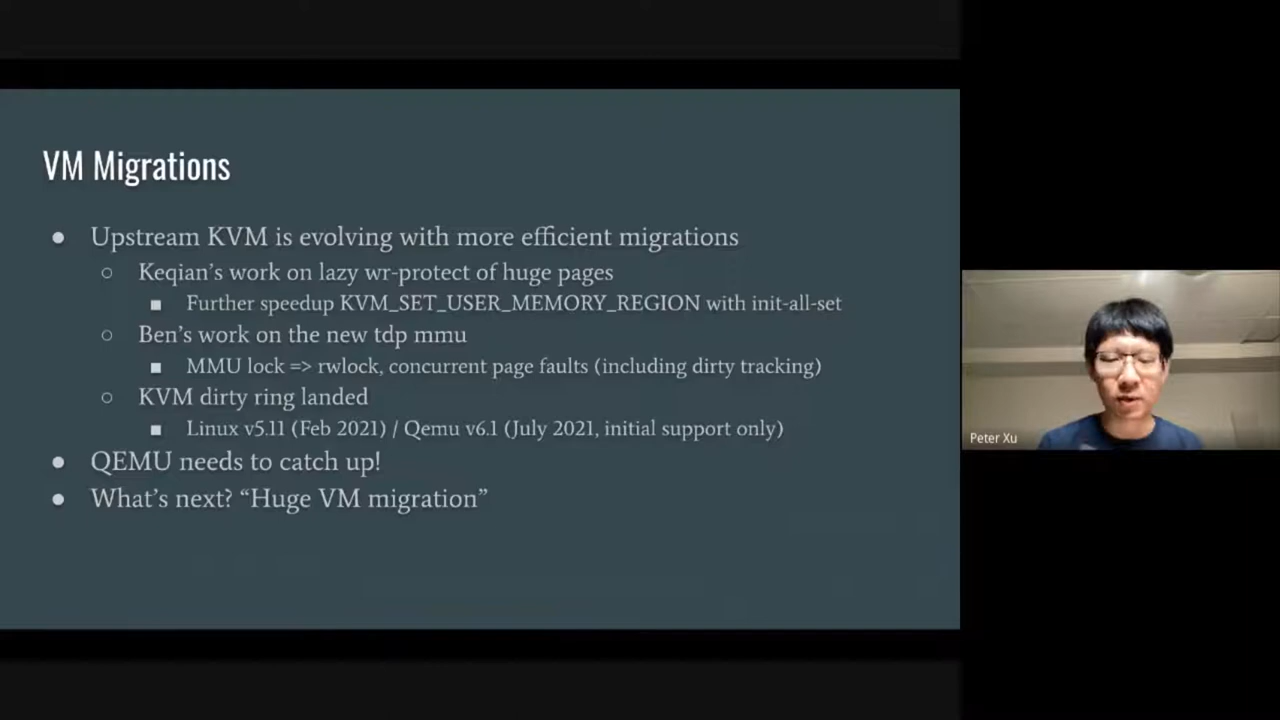 VM Migrations
● Upstream KVM is evolving with more efficient migrations
○ Keqian’s work on lazy wr-protect of huge pages
■ Further speedup KVM_SET_USER_MEMORY_REGION with init-all-set
○ Ben’s work on the new tdp mmu
■ MMU lock => rwlock, concurrent page faults (including dirty tracking)
○ KVM dirty ring landed
■ Linux v5.11 (Feb 2021) / Qemu v6.1 (July 2021, initial support only)
● QEMU needs to catch up!
● What’s next? “Huge VM migration”
Peter Xu